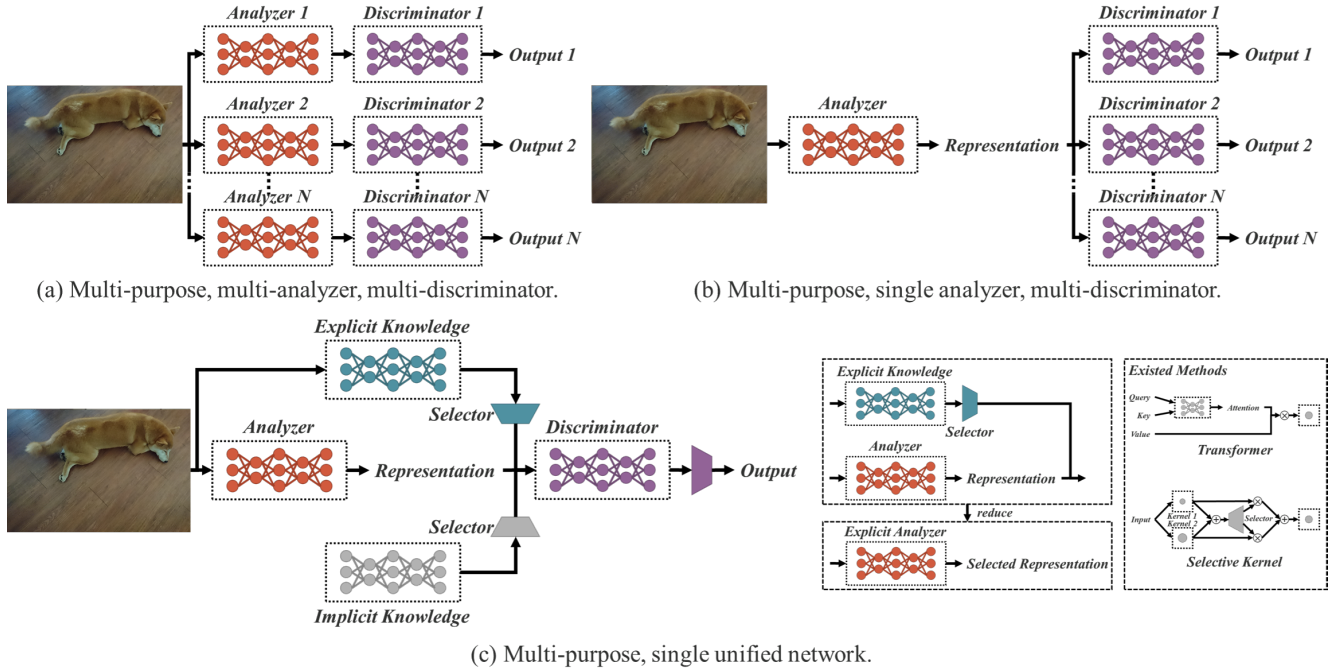 Analyzer 1
Discriminator 1
Output 1
Analyzer 2
Discriminator 2
Output 2
Analyzer N
Discriminator N
Output N
(a) Multi-purpose, multi-analyzer, multi-discriminator.
Analyzer
Representation
Discriminator 1
Output 1
Discriminator 2
Output 2
Discriminator N
Output N
(b) Multi-purpose, single analyzer, multi-discriminator.
Explicit Knowledge
Selector
Analyzer
Representation
Discriminator
Output
Selector
Implicit Knowledge
Explicit Knowledge
Selector
Analyzer
Representation
reduce
Explicit Analyzer
Selected Representation
Existed Methods
Query
Key
Attention
Value
Transformer
Input
Kernel 1
Kernel 2
Selector
Selective Kernel
(c) Multi-purpose, single unified network.